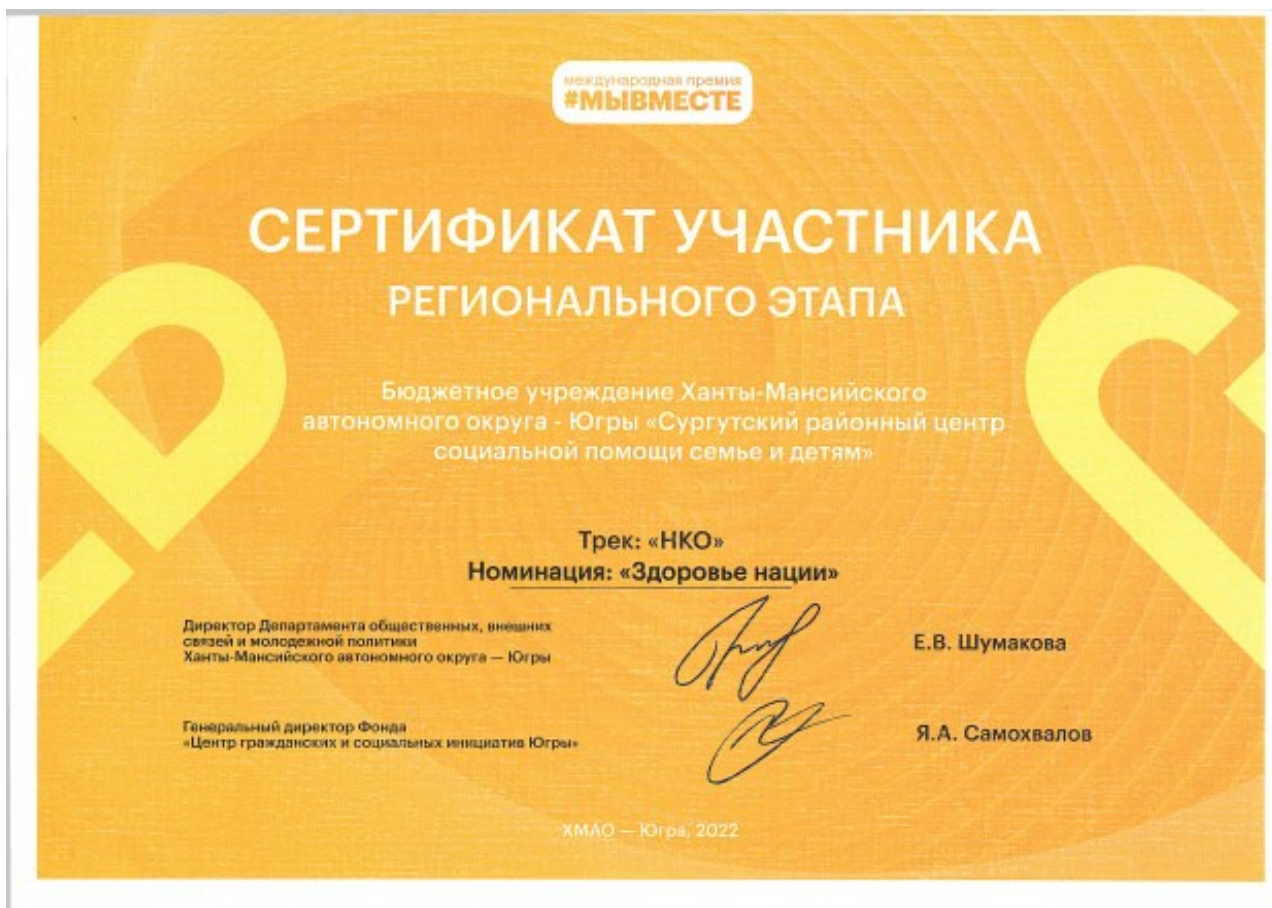 международная премия
#МЫВМЕСТЕ
СЕРТИФИКАТ УЧАСТНИКА
РЕГИОНАЛЬНОГО ЭТАПА
Бюджетное учреждение Ханты-Мансийского
автономного округа - Югры «Сургутский районный центр
социальной помощи семье и детям»
Трек: «НКО»
Номинация: «Здоровье нации»
Директор Департамента общественных, внешних
связей и молодежной политики
Ханты-Мансийского автономного округа — Югры
Е.В. Шумакова
Генеральный директор Фонда
«Центр гражданских и социальных инициатив Югры»
Я.А. Самохвалов
ХМАО — Югра, 2022